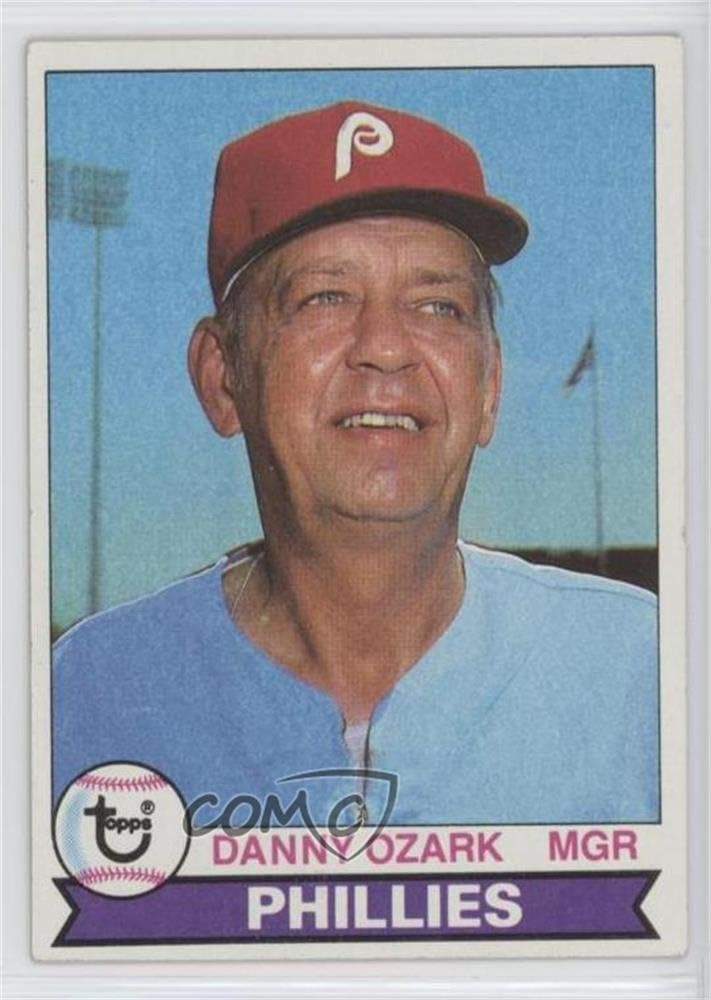 P
topps®
COMC
DANNY OZARK MGR
PHILLIES